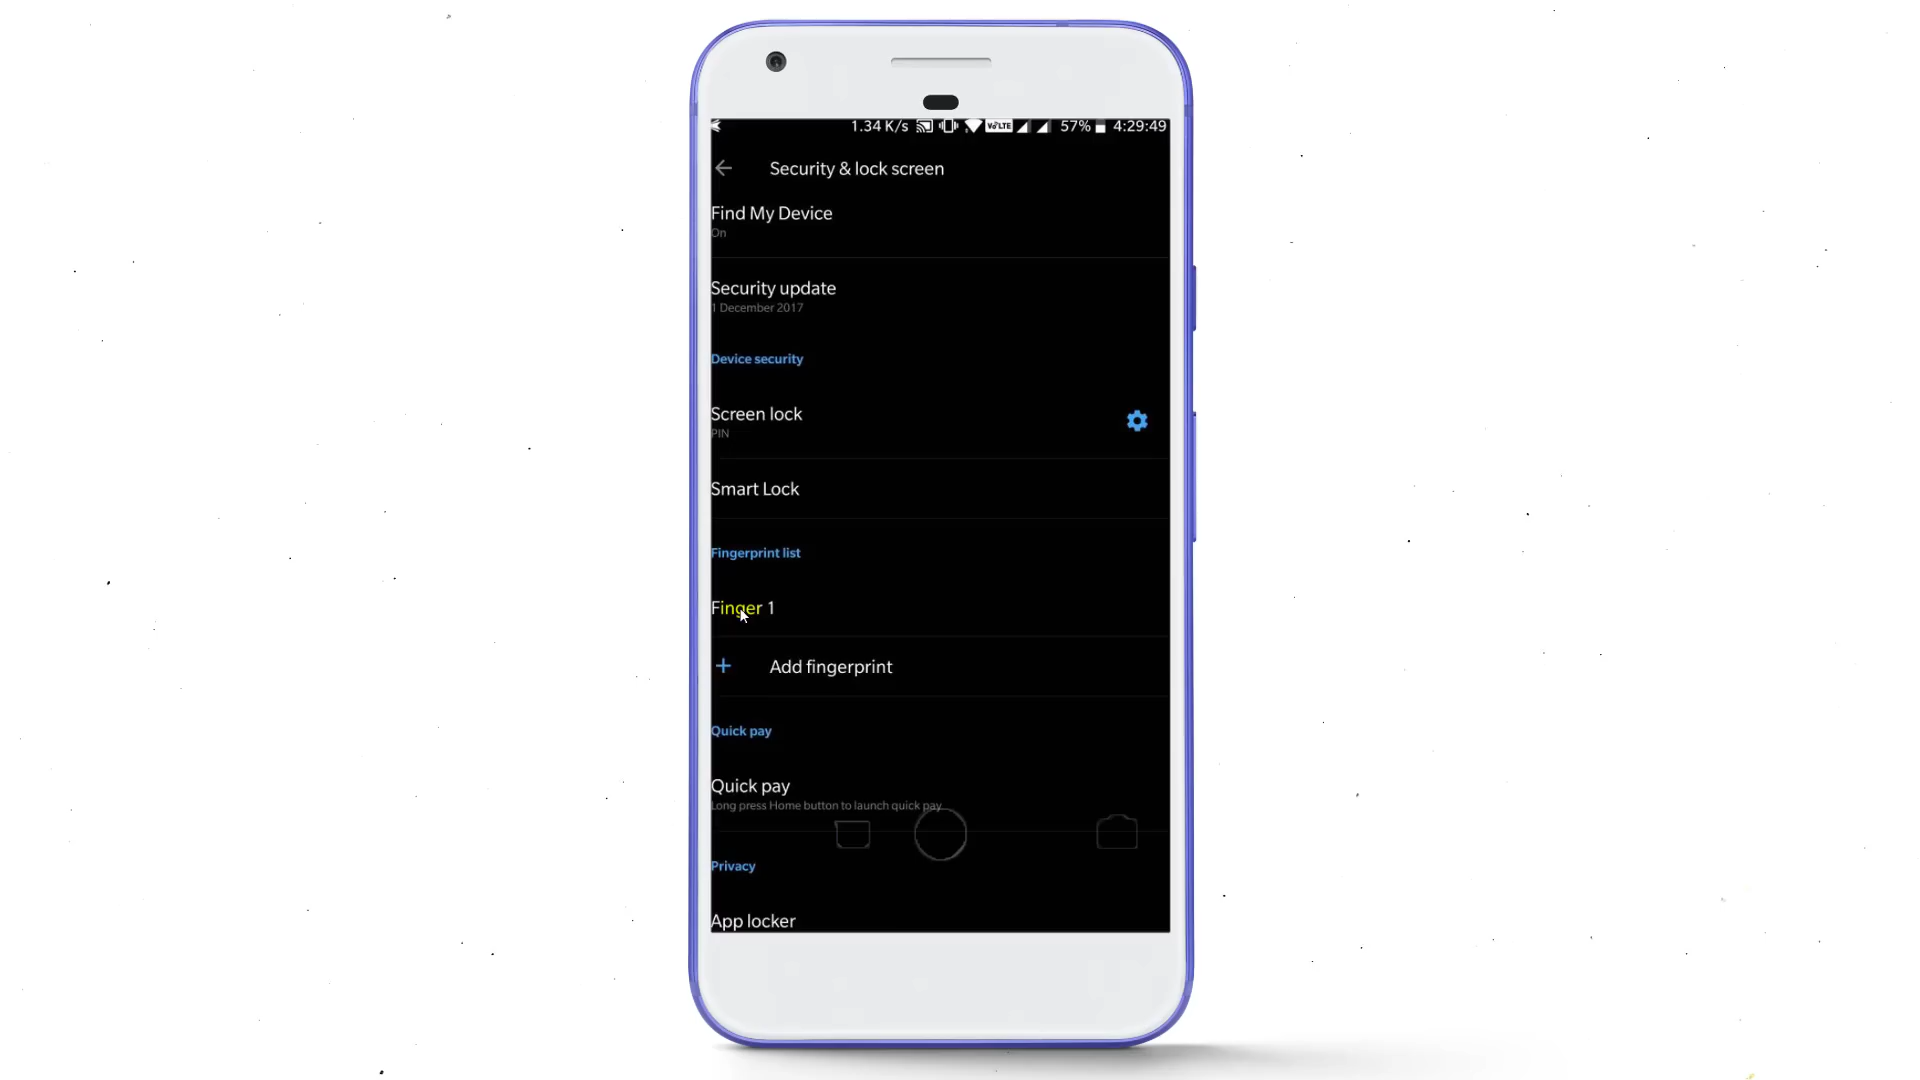 1.34 K/s VoLTE 57% 4:29:49
Security & lock screen
Find My Device
On
Security update
1 December 2017
Device security
Screen lock
PIN
Smart Lock
Fingerprint list
Finger 1
Add fingerprint
Quick pay
Quick pay
Long press Home button to launch quick pay
Privacy
App locker